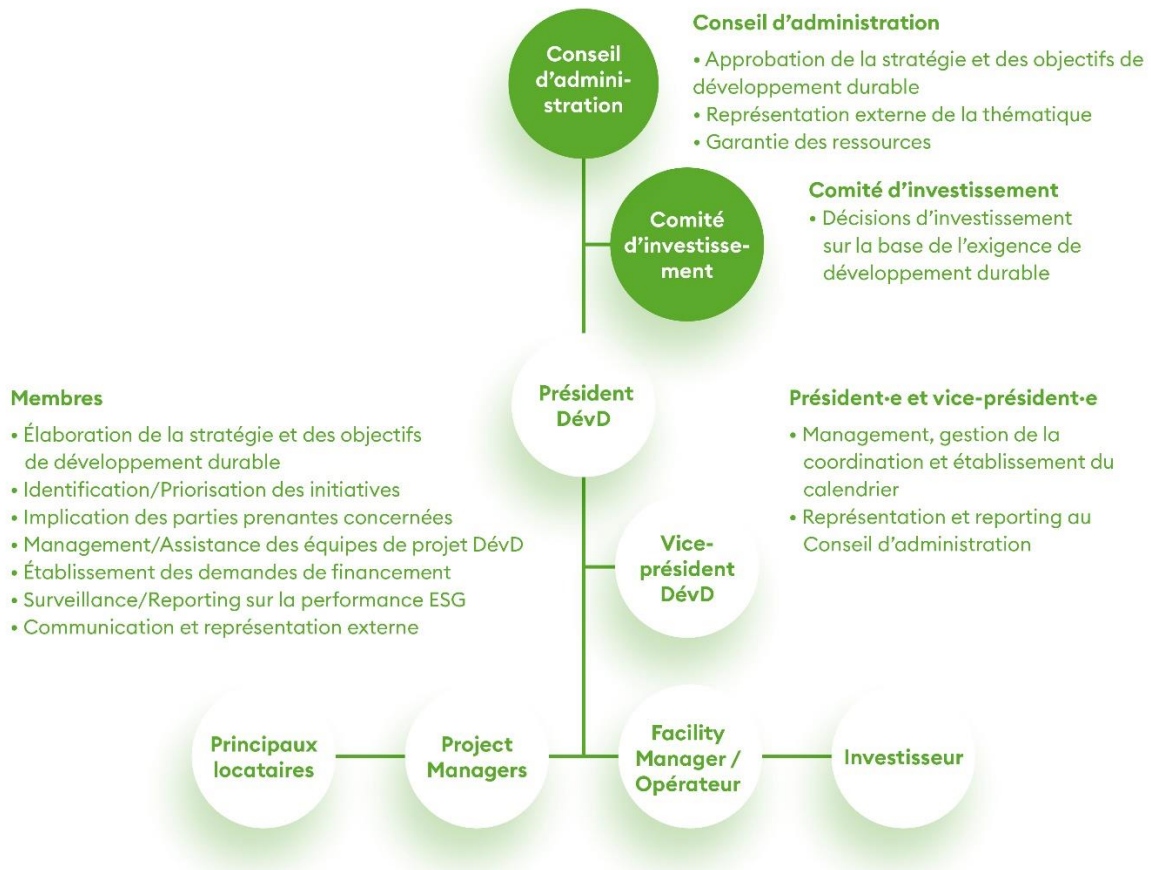 Conseil
d’admini-
stration
Conseil d’administration
• Approbation de la stratégie et des objectifs de
développement durable
• Représentation externe de la thématique
• Garantie des ressources
Comité
d’investisse-
ment
Comité d’investissement
• Décisions d’investissement
sur la base de l’exigence de
développement durable
Président
DévD
Membres
• Élaboration de la stratégie et des objectifs
de développement durable
• Identification/Priorisation des initiatives
• Implication des parties prenantes concernées
• Management/Assistance des équipes de projet DévD
• Établissement des demandes de financement
• Surveillance/Reporting sur la performance ESG
• Communication et représentation externe
Président·e et vice-président·e
• Management, gestion de la
coordination et établissement du
calendrier
• Représentation et reporting au
Conseil d’administration
Vice-
président
DévD
Principaux
locataires
Project
Managers
Facility
Manager /
Opérateur
Investisseur